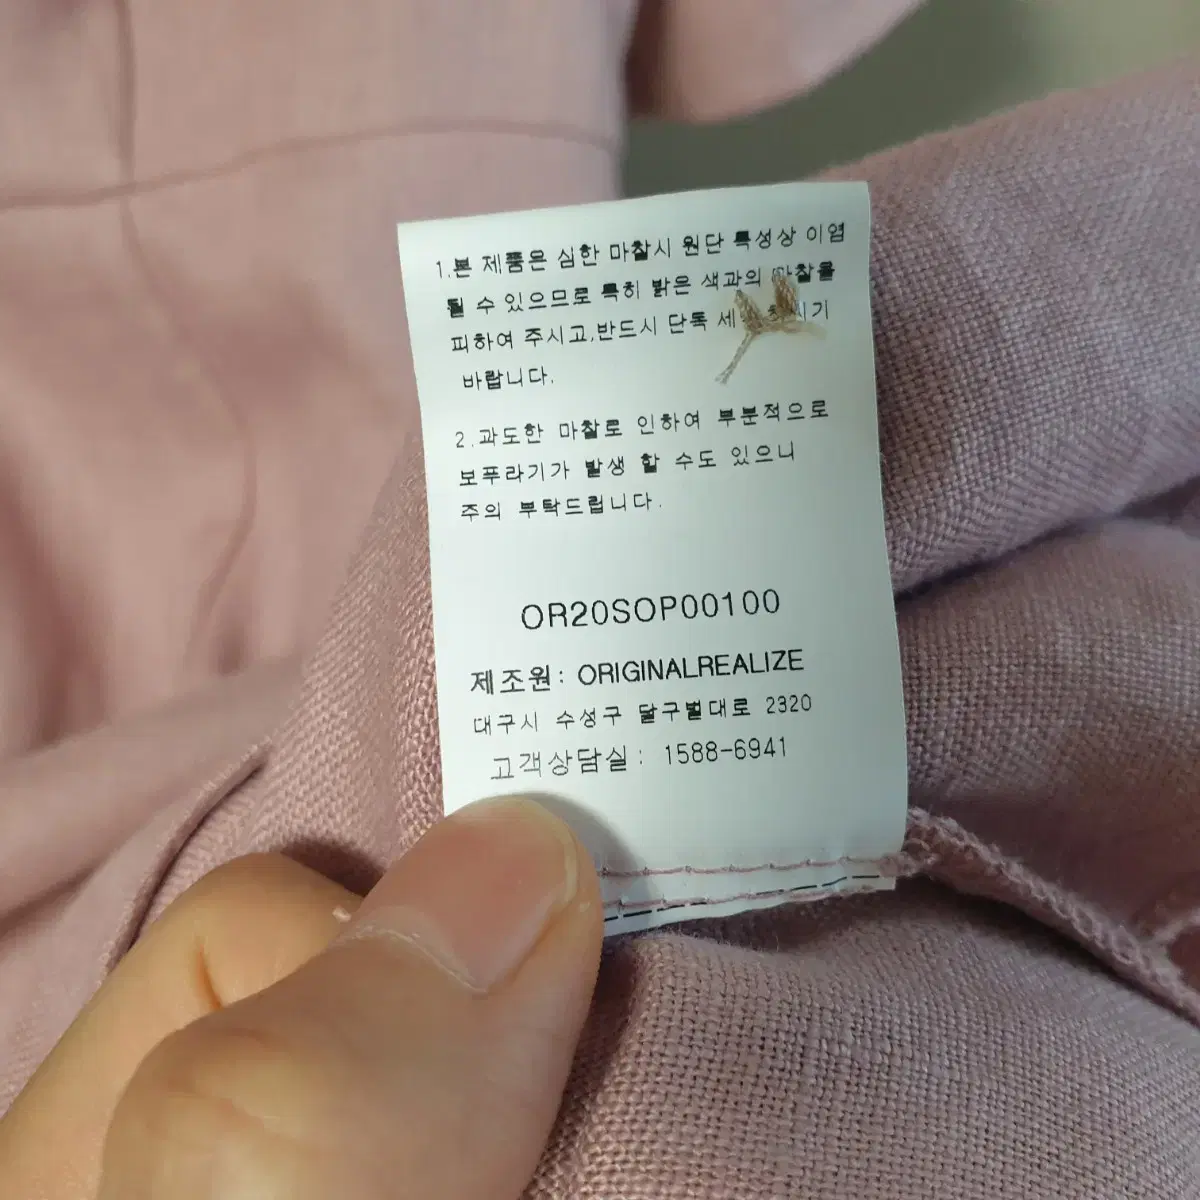 1.본 제품은 심한 마찰시 원단 특성상 이염
될 수 있으므로 특히 밝은 색과의 마찰을
피하여 주시고,반드시 단독
바랍니다.
2.과도한 마찰로 인하여 부분적으로
보푸라기가 발생 할 수도 있으니
주의 부탁드립니다.
OR20SOP00100
제조원: ORIGINALREALIZE
대구시 수성구 달구벌대로 2320
고객상담실: 1588-6941